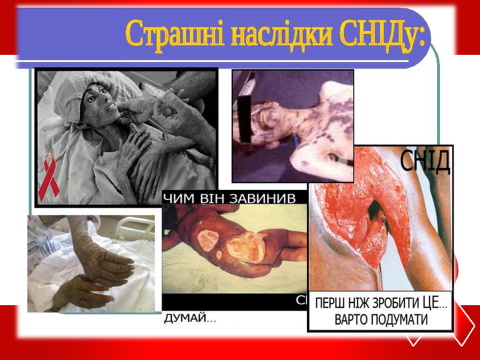 Страшні наслідки СНІДу:
СНІД
ЧИМ ВІН ЗАВИНИВ
ДУМАЙ...
ПЕРШ НІЖ ЗРОБИТИ ЦЕ...
ВАРТО ПОДУМАТИ